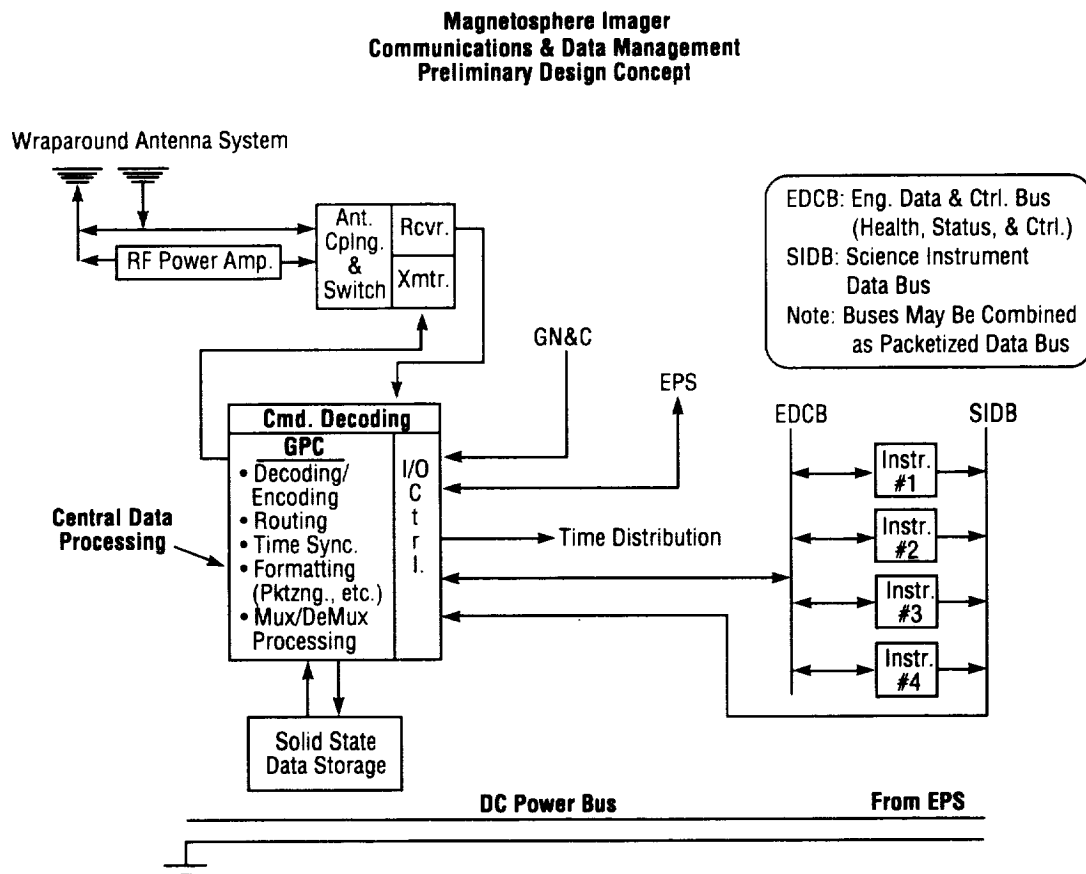 Magnetosphere Imager
Communications & Data Management
Preliminary Design Concept
Wraparound Antenna System
Ant.
Cplng.
&
Switch
Rcvr.
Xmtr.
RF Power Amp.
EDCB: Eng. Data & Ctrl. Bus
(Health, Status, & Ctrl.)
SIDB: Science Instrument
Data Bus
Note: Buses May Be Combined
as Packetized Data Bus
GN&C
EPS
EDCB
SIDB
Cmd. Decoding
GPC
• Decoding/
Encoding
• Routing
• Time Sync.
• Formatting
(Pktzng., etc.)
• Mux/DeMux
Processing
I/O
C
t
r
l.
Central Data
Processing
Time Distribution
Instr.
#1
Instr.
#2
Instr.
#3
Instr.
#4
Solid State
Data Storage
DC Power Bus
From EPS